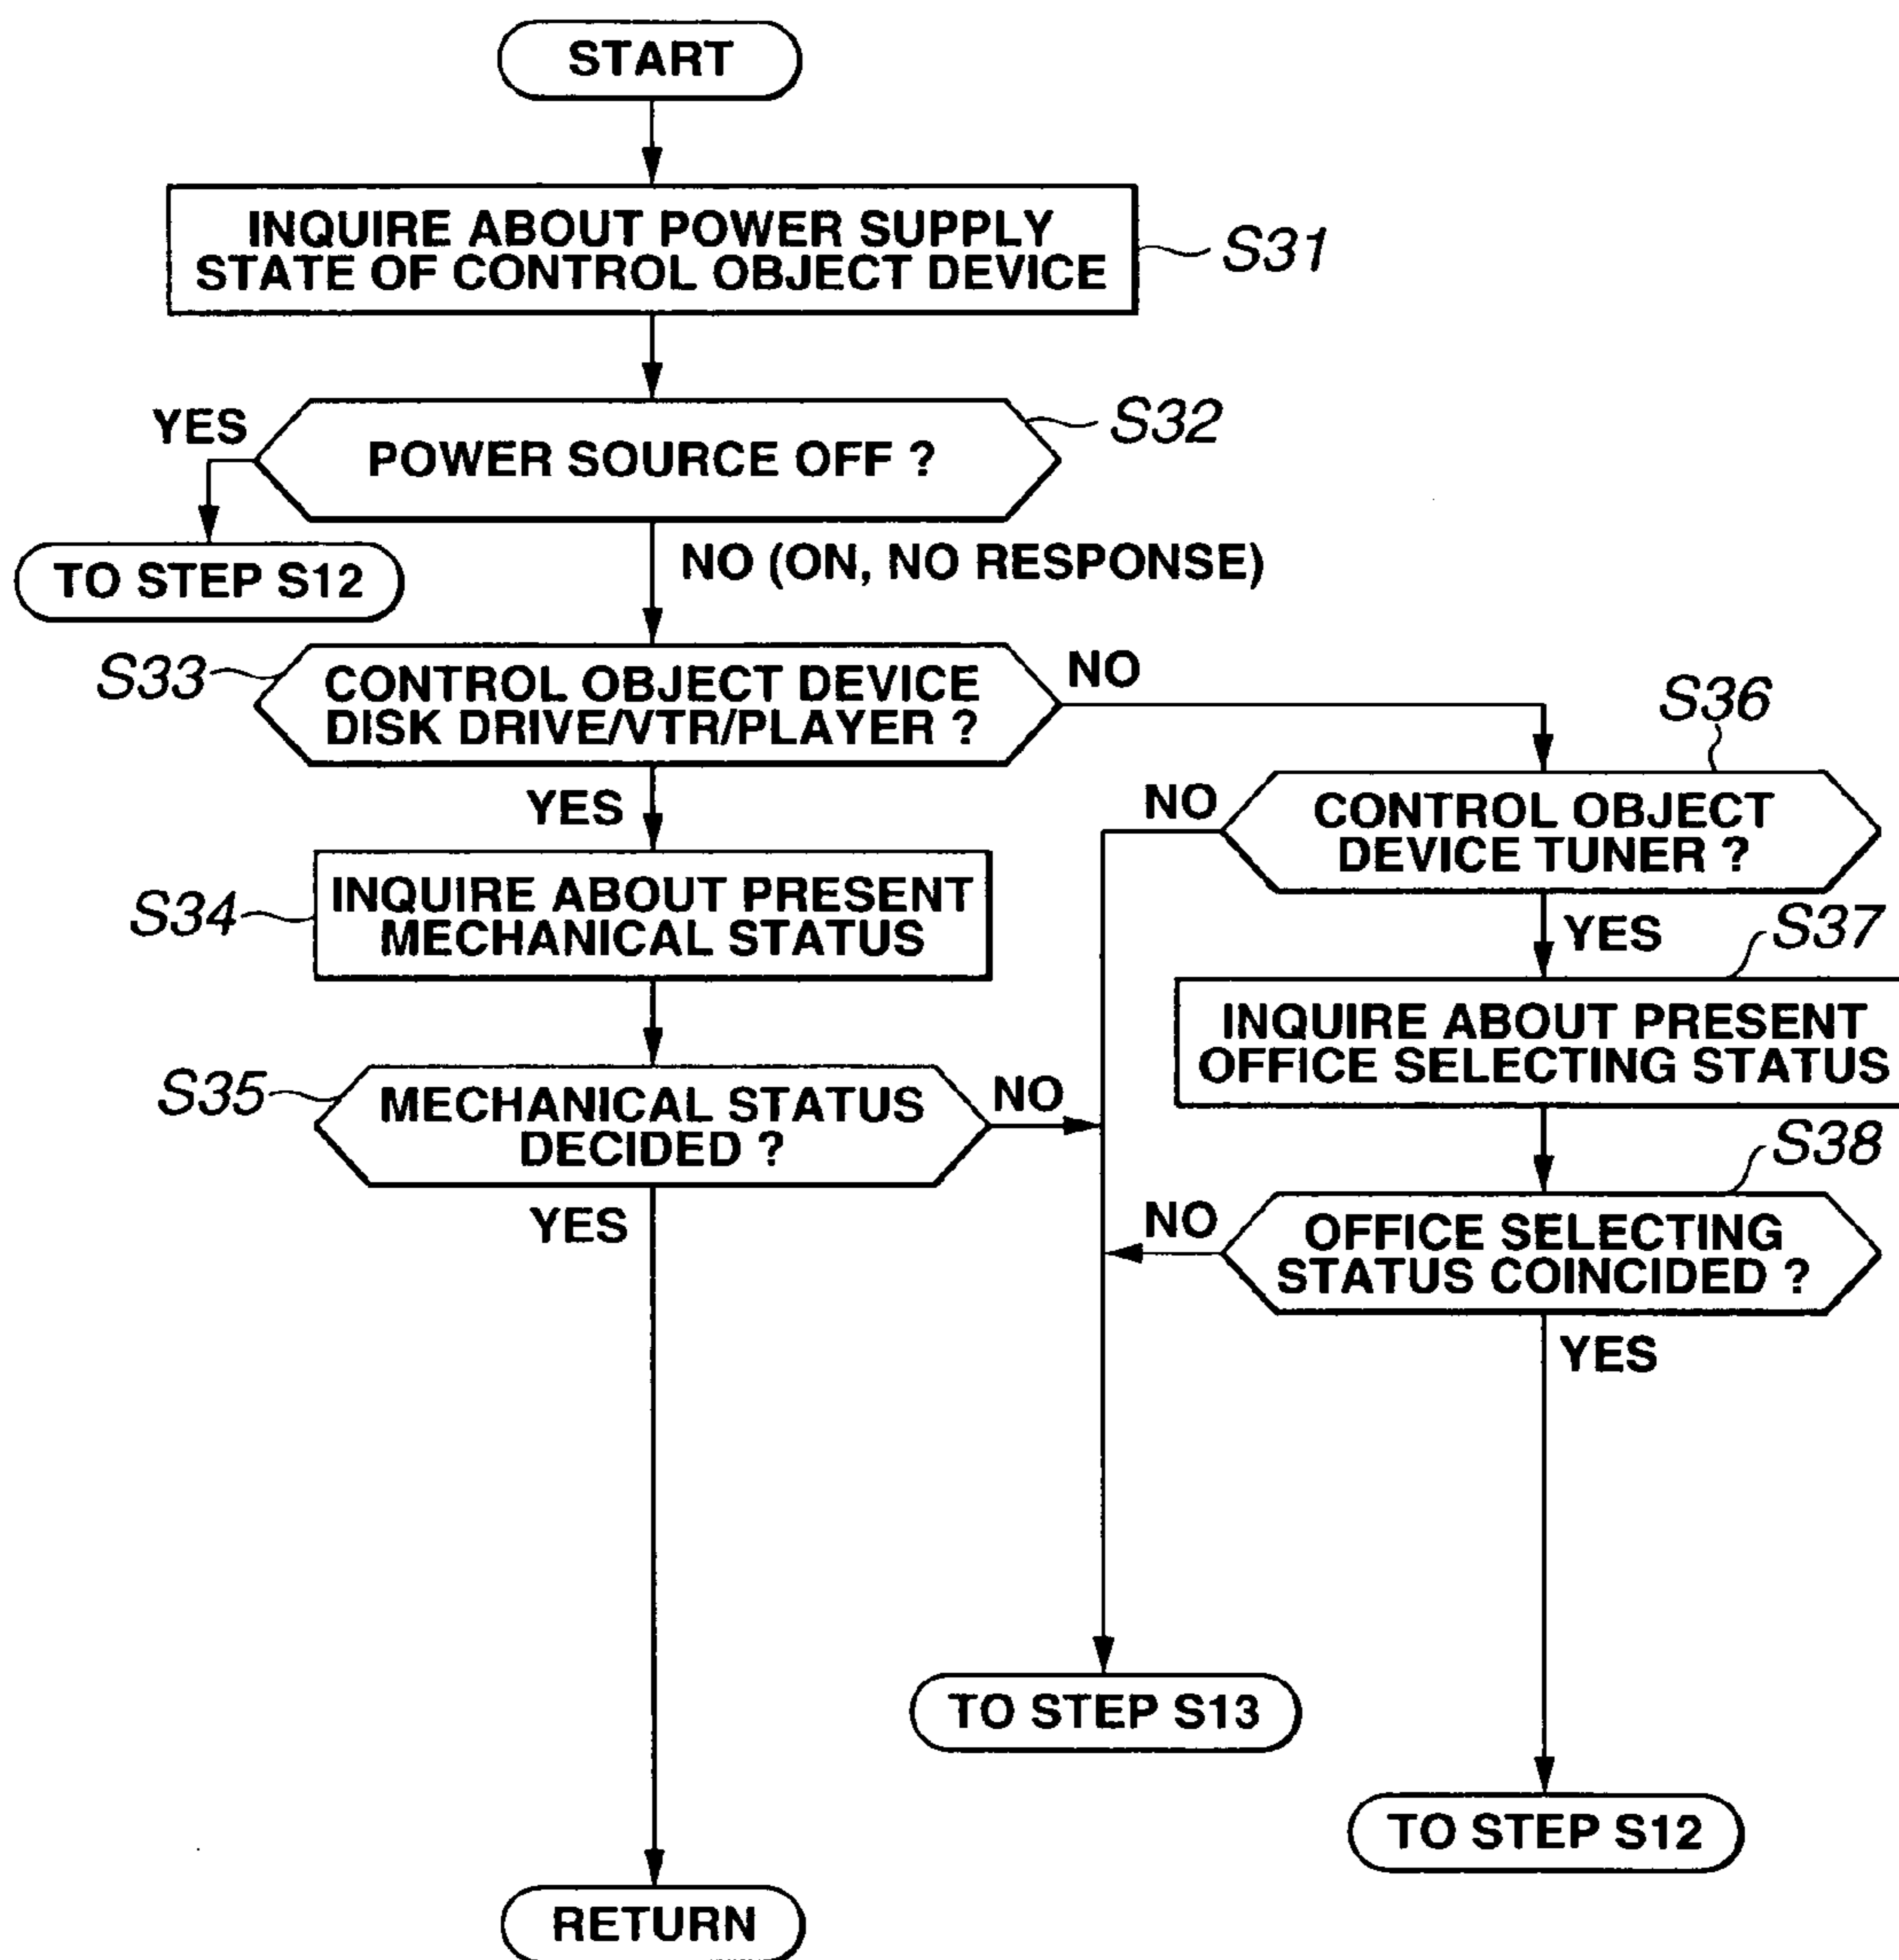 START
INQUIRE ABOUT POWER SUPPLY
STATE OF CONTROL OBJECT DEVICE
S31
YES
POWER SOURCE OFF ?
S32
TO STEP S12
NO (ON, NO RESPONSE)
S33
CONTROL OBJECT DEVICE
DISK DRIVE/VTR/PLAYER ?
NO
S36
YES
NO
CONTROL OBJECT
DEVICE TUNER ?
S34
INQUIRE ABOUT PRESENT
MECHANICAL STATUS
YES
S37
INQUIRE ABOUT PRESENT
OFFICE SELECTING STATUS
S35
MECHANICAL STATUS
DECIDED ?
NO
S38
YES
NO
OFFICE SELECTING
STATUS COINCIDED ?
YES
TO STEP S13
TO STEP S12
RETURN